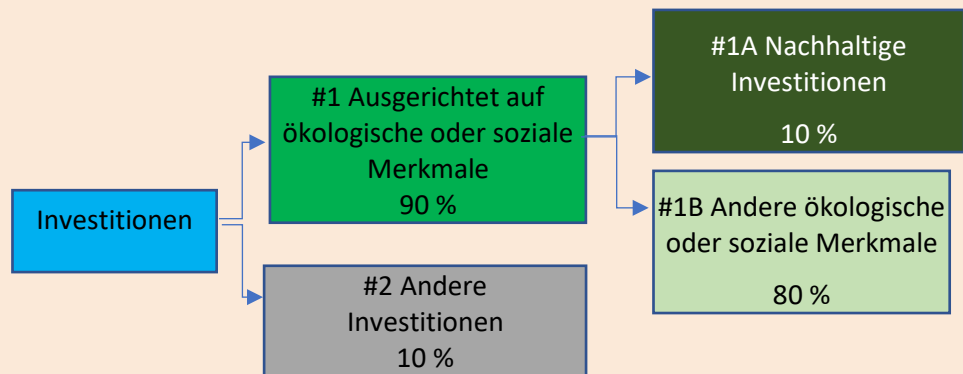 Investitionen
#1 Ausgerichtet auf
ökologische oder soziale
Merkmale
90 %
#2 Andere
Investitionen
10 %
#1A Nachhaltige
Investitionen
10 %
#1B Andere ökologische
oder soziale Merkmale
80 %